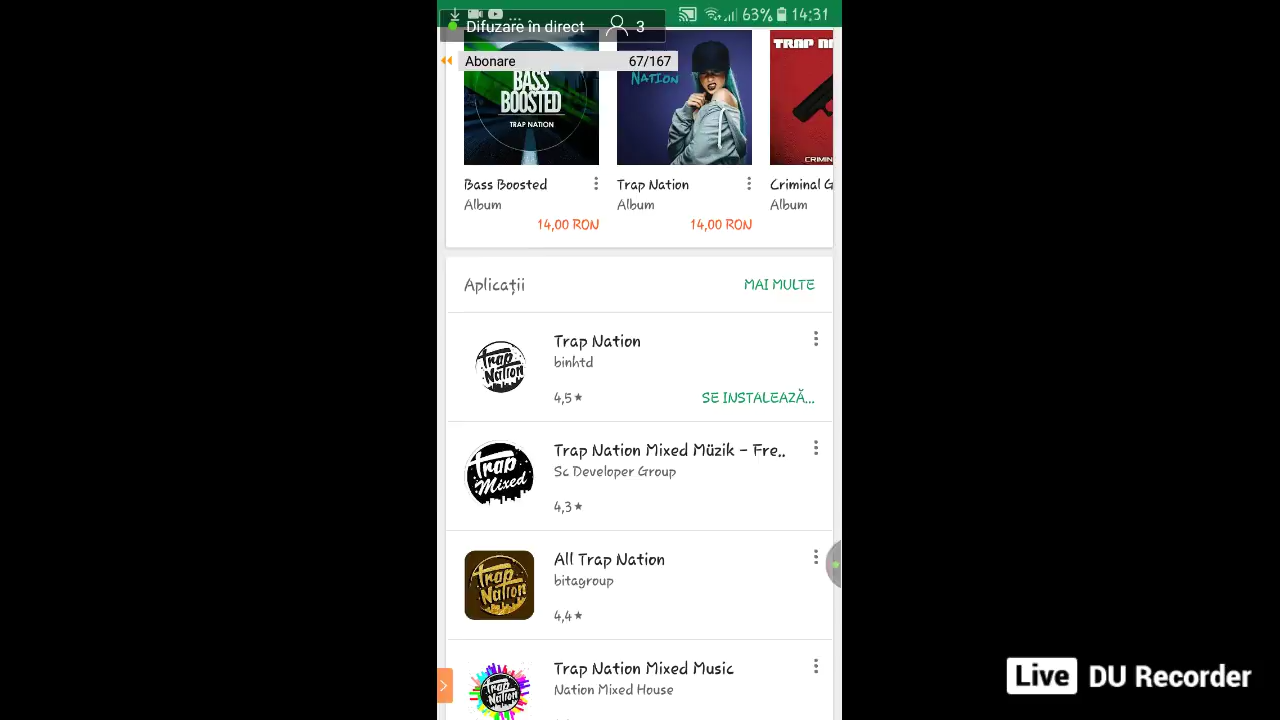 63% 14:31
Difuzare în direct 3
Abonare 67/167
BASS
BOOSTED
TRAP NATION
NATION
TRAP N
CRIMIN
Bass Boosted
Album
14,00 RON
Trap Nation
Album
14,00 RON
Criminal G
Album
Aplicații MAI MULTE
Trap Nation
Trap Nation
binhtd
4,5★ SE INSTALEAZĂ...
Trap Mixed
Trap Nation Mixed Müzik - Fre..
Sc Developer Group
4,3★
Trap Nation
All Trap Nation
bitagroup
4,4★
Trap Nation
Trap Nation Mixed Music
Nation Mixed House
Live DU Recorder